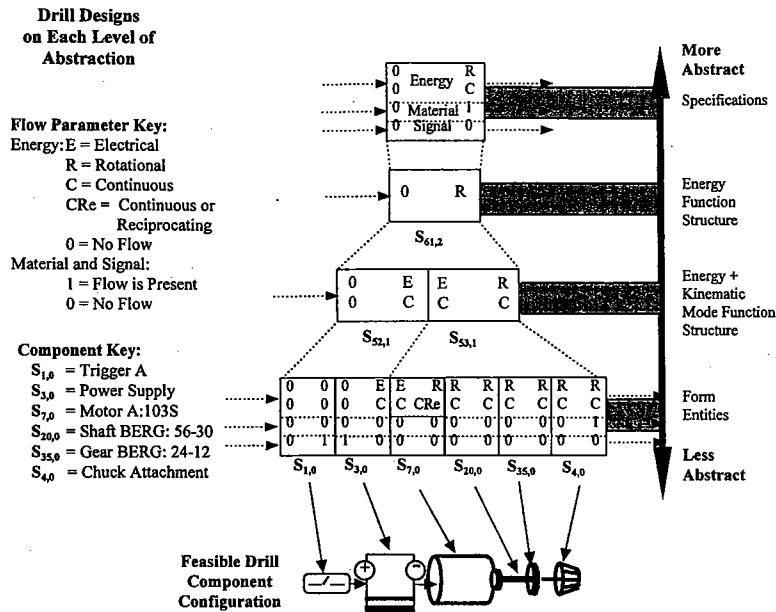 Drill Designs
on Each Level of
Abstraction
Flow Parameter Key:
Energy: E = Electrical
R = Rotational
C = Continuous
CRe = Continuous or
Reciprocating
0 = No Flow
Material and Signal:
1 = Flow is Present
0 = No Flow
Component Key:
S1,0 = Trigger A
S3,0 = Power Supply
S7,0 = Motor A:103S
S20,0 = Shaft BERG: 56-30
S35,0 = Gear BERG: 24-12
S4,0 = Chuck Attachment
0 Energy R
0 C
0 Material 1
0 Signal 0
0 R
S61,2
0 E E R
0 C C C
S52,1 S53,1
0 0 0 E E R R R R R R R
0 0 0 C C CRe C C C C C C
0 0 0 0 0 0 0 0 0 0 0 1
0 1 1 0 0 0 0 0 0 0 0 0
S1,0 S3,0 S7,0 S20,0 S35,0 S4,0
More
Abstract
Specifications
Energy
Function
Structure
Energy +
Kinematic
Mode Function
Structure
Form
Entities
Less
Abstract
Feasible Drill
Component
Configuration
+ -